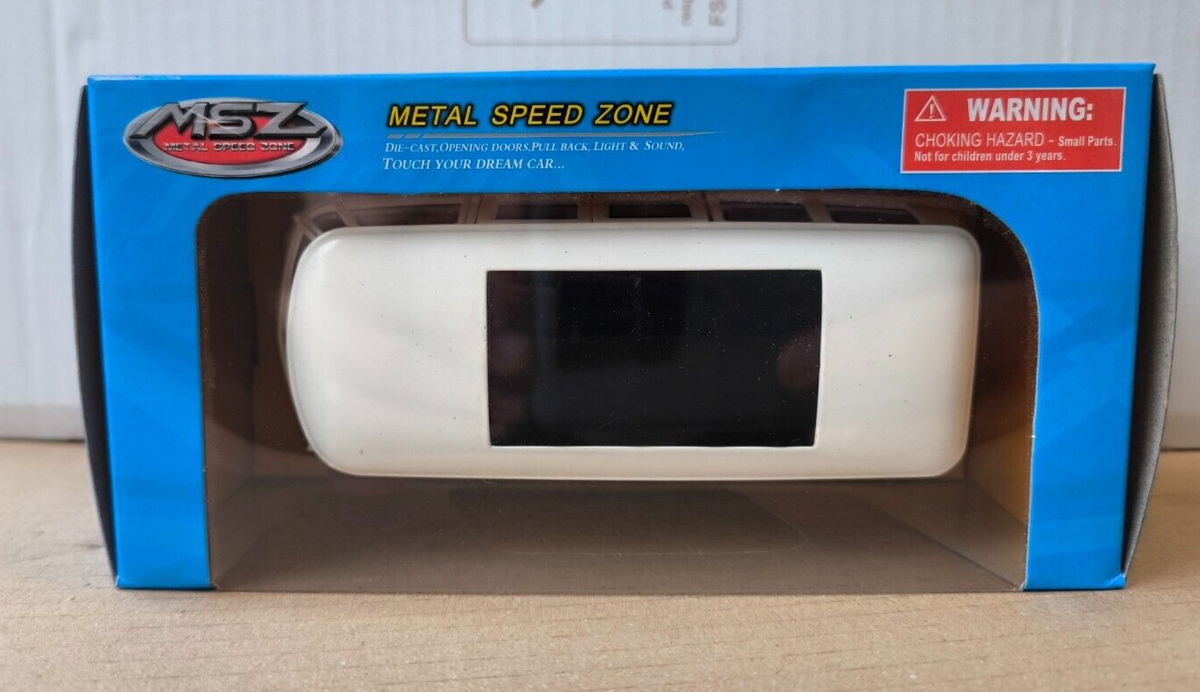 MSZ
METAL SPEED ZONE
METAL SPEED ZONE
DIE-CAST,OPENING DOORS,PULL BACK, LIGHT & SOUND,
TOUCH YOUR DREAM CAR...
WARNING:
CHOKING HAZARD - Small Parts.
Not for children under 3 years.
FS